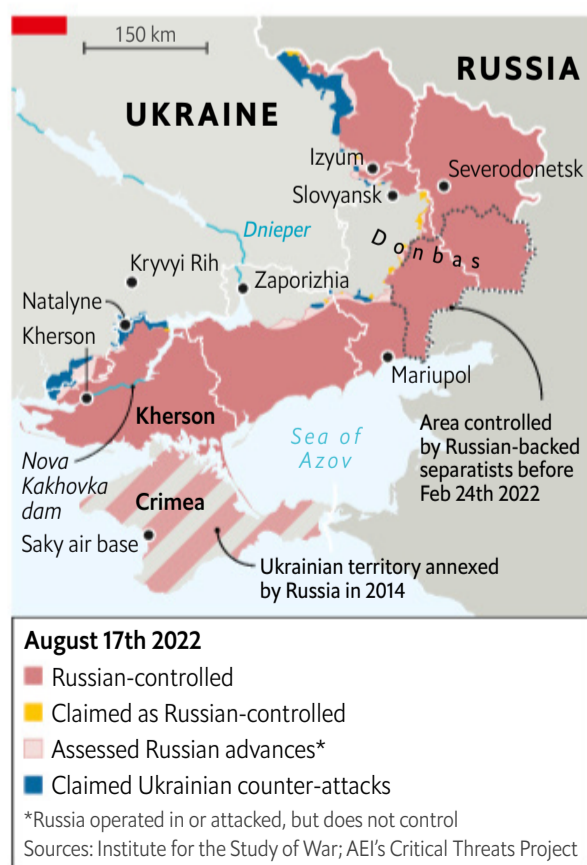 150 km
RUSSIA
UKRAINE
Izyum
Severodonetsk
Slovyansk
Dnieper
Donbas
Kryvyi Rih
Zaporizhia
Natalyne
Kherson
Mariupol
Kherson
Sea of
Azov
Area controlled
by Russian-backed
separatists before
Feb 24th 2022
Nova
Kakhovka
dam
Crimea
Saky air base
Ukrainian territory annexed
by Russia in 2014
August 17th 2022
Russian-controlled
Claimed as Russian-controlled
Assessed Russian advances*
Claimed Ukrainian counter-attacks
*Russia operated in or attacked, but does not control
Sources: Institute for the Study of War; AEI's Critical Threats Project